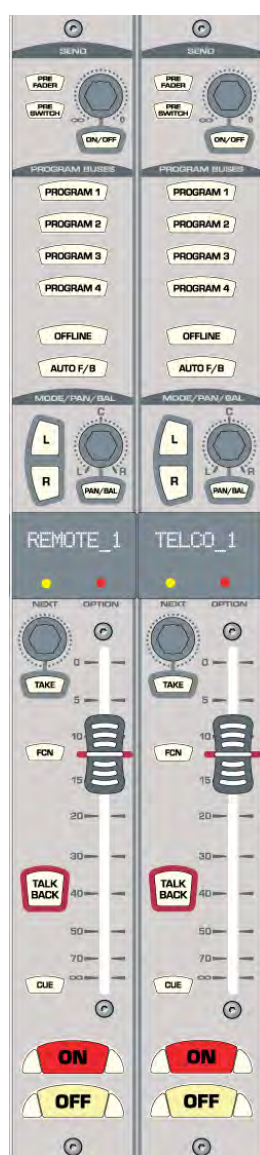 SEND
PRE FADER
PRE SWITCH
∞ 0
ON/OFF
PROGRAM BUSES
PROGRAM 1
PROGRAM 2
PROGRAM 3
PROGRAM 4
OFFLINE
AUTO F/B
MODE/PAN/BAL
C
L
R
L R
PAN/BAL
REMOTE_1
NEXT OPTION
TAKE
0
5
10
FCN
15
20
30
TALK BACK
40
50
70
∞
CUE
ON
OFF
SEND
PRE FADER
PRE SWITCH
∞ 0
ON/OFF
PROGRAM BUSES
PROGRAM 1
PROGRAM 2
PROGRAM 3
PROGRAM 4
OFFLINE
AUTO F/B
MODE/PAN/BAL
C
L
R
L R
PAN/BAL
TELCO_1
NEXT OPTION
TAKE
0
5
10
FCN
15
20
30
TALK BACK
40
50
70
∞
CUE
ON
OFF